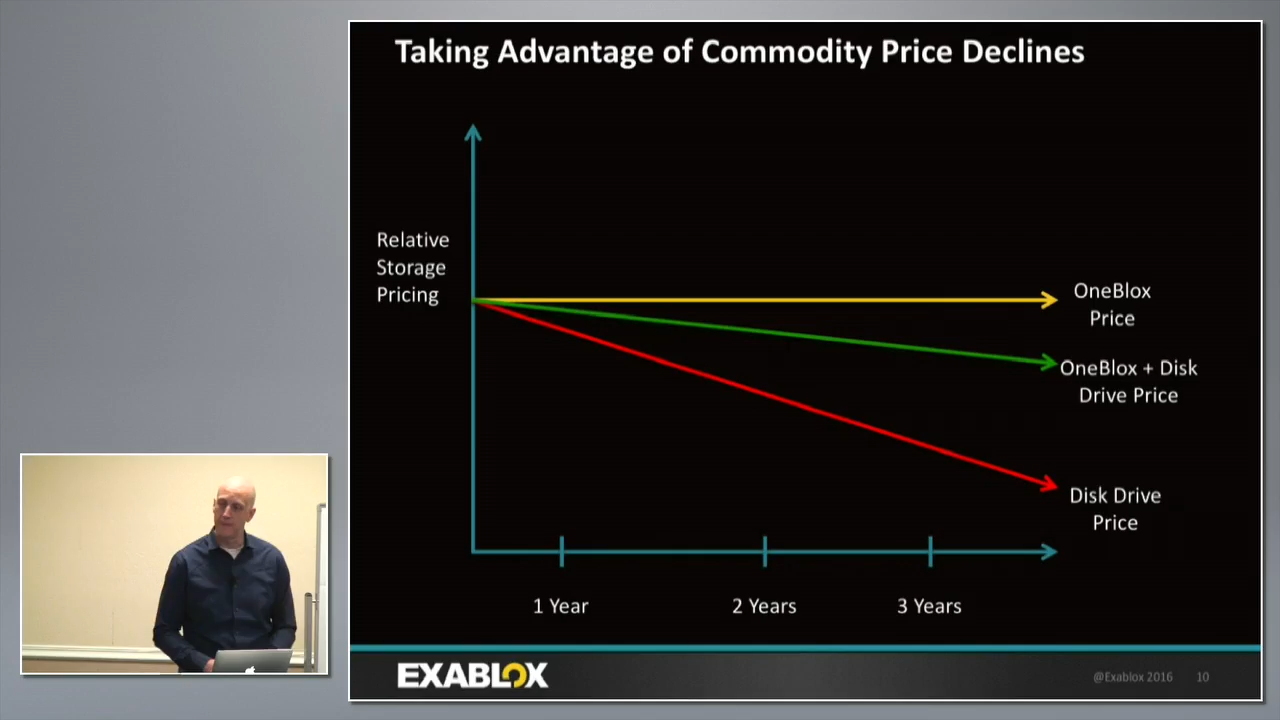 Taking Advantage of Commodity Price Declines
Relative
Storage
Pricing
OneBlox
Price
OneBlox + Disk
Drive Price
Disk Drive
Price
1 Year
2 Years
3 Years
EXABLOX
@Exablox 2016
10